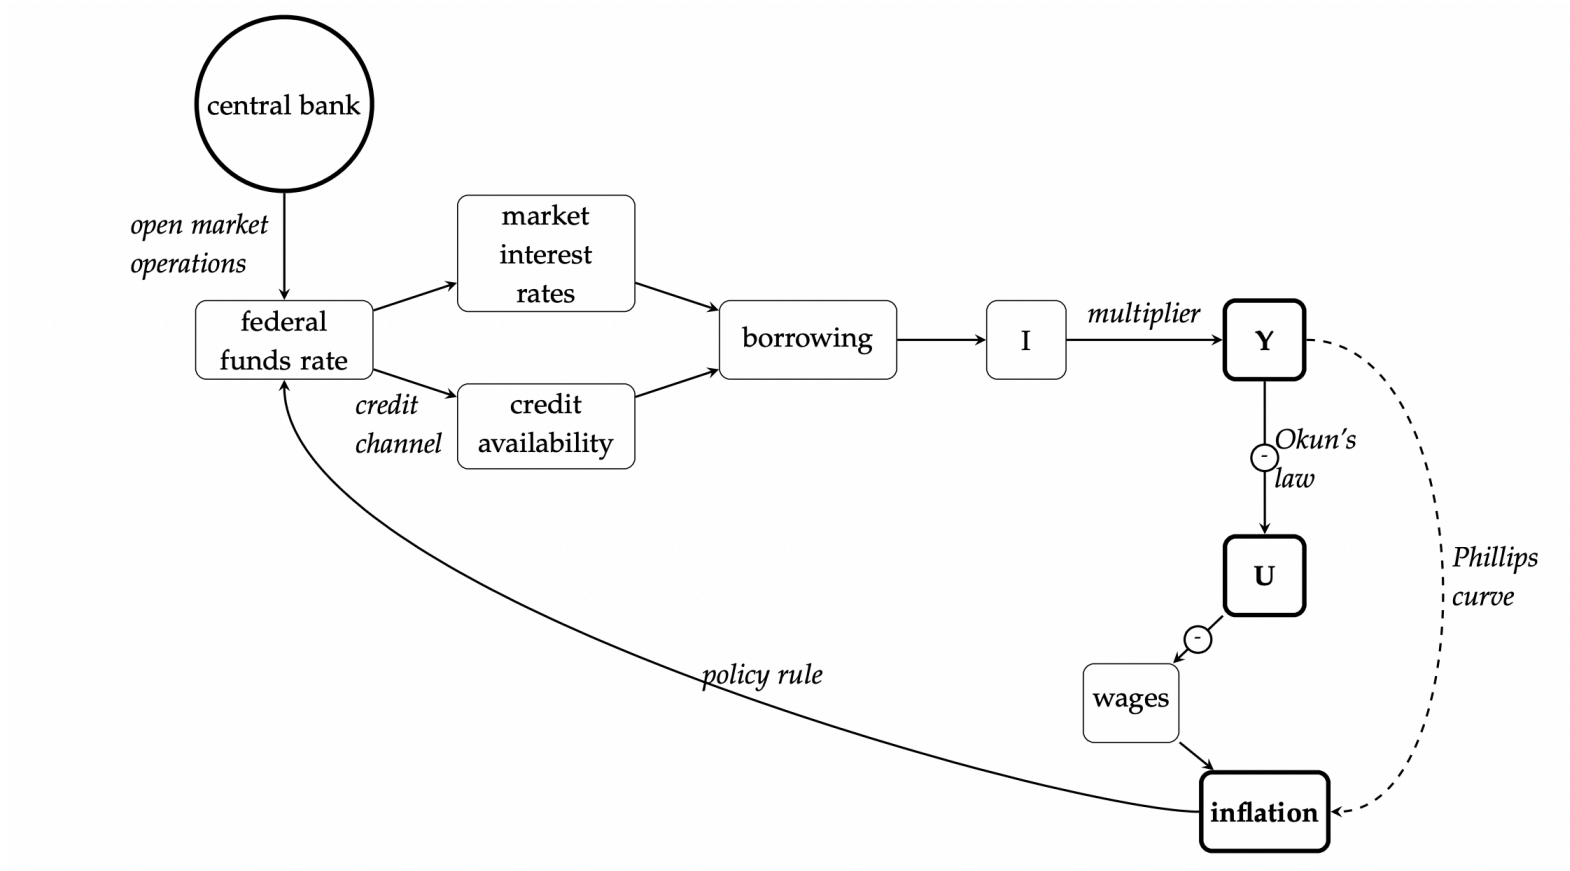 central bank
open market
operations
market
interest
rates
federal
funds rate
borrowing
I
multiplier
Y
credit
channel
credit
availability
-
Okun's
law
U
Phillips
curve
-
policy rule
wages
inflation